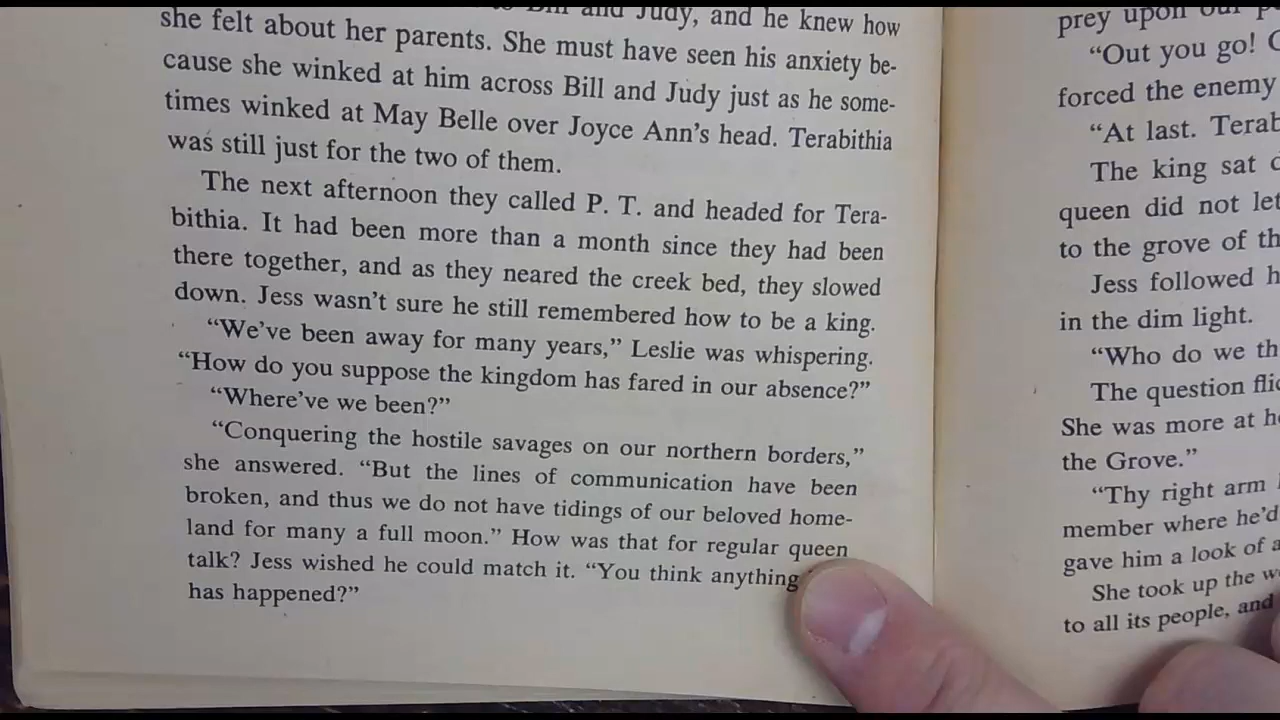 Bill and Judy, and he knew how
she felt about her parents. She must have seen his anxiety be-
cause she winked at him across Bill and Judy just as he some-
times winked at May Belle over Joyce Ann's head. Terabithia
was still just for the two of them.
The next afternoon they called P. T. and headed for Tera-
bithia. It had been more than a month since they had been
there together, and as they neared the creek bed, they slowed
down. Jess wasn't sure he still remembered how to be a king.
"We've been away for many years," Leslie was whispering.
"How do you suppose the kingdom has fared in our absence?"
"Where've we been?"
"Conquering the hostile savages on our northern borders,"
she answered. "But the lines of communication have been
broken, and thus we do not have tidings of our beloved home-
land for many a full moon." How was that for regular queen
talk? Jess wished he could match it. "You think anything
has happened?"
prey upon our
"Out you go!
forced the enemy
"At last.
The king sat
queen did not let
to the grove of
Jess followed
in the dim light.
"Who do we
The question
She was more at
the Grove."
"Thy right arm
member where he'd
gave him a look of
She took up the
to all its people, and